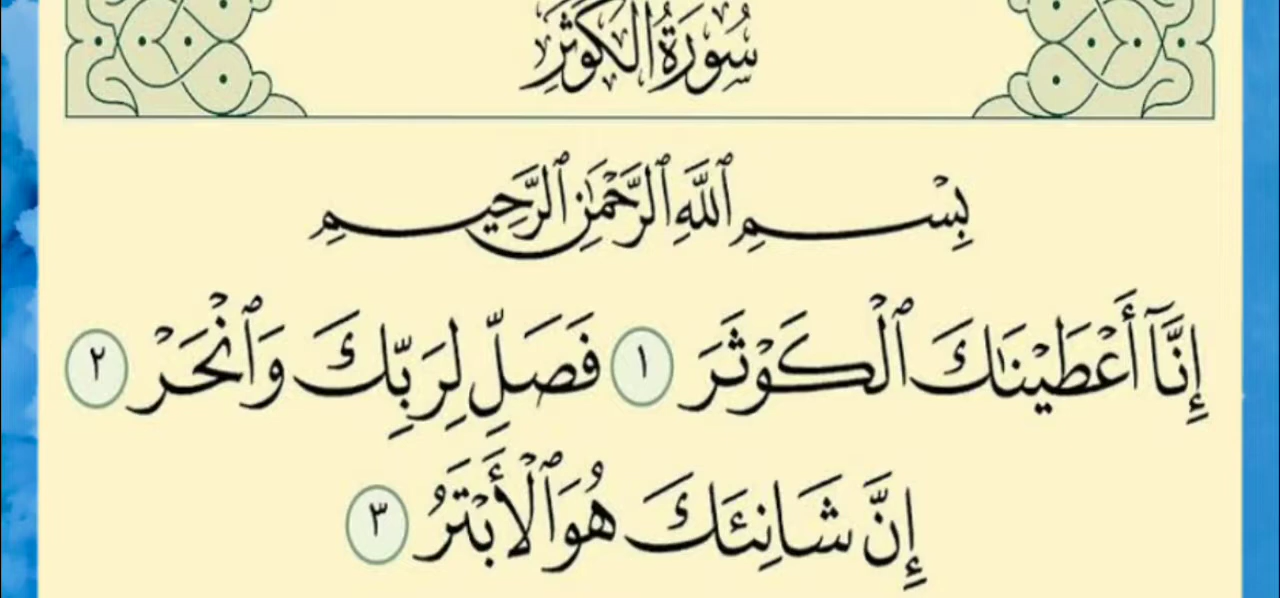 سُورَةُ الكَوۡثَرِ
بِسۡمِ ٱللَّهِ ٱلرَّحۡمَٰنِ ٱلرَّحِيمِ
إِنَّآ أَعۡطَيۡنَٰكَ ٱلۡكَوۡثَرَ ١ فَصَلِّ لِرَبِّكَ وَٱنۡحَرۡ ٢
إِنَّ شَانِئَكَ هُوَ ٱلۡأَبۡتَرُ ٣